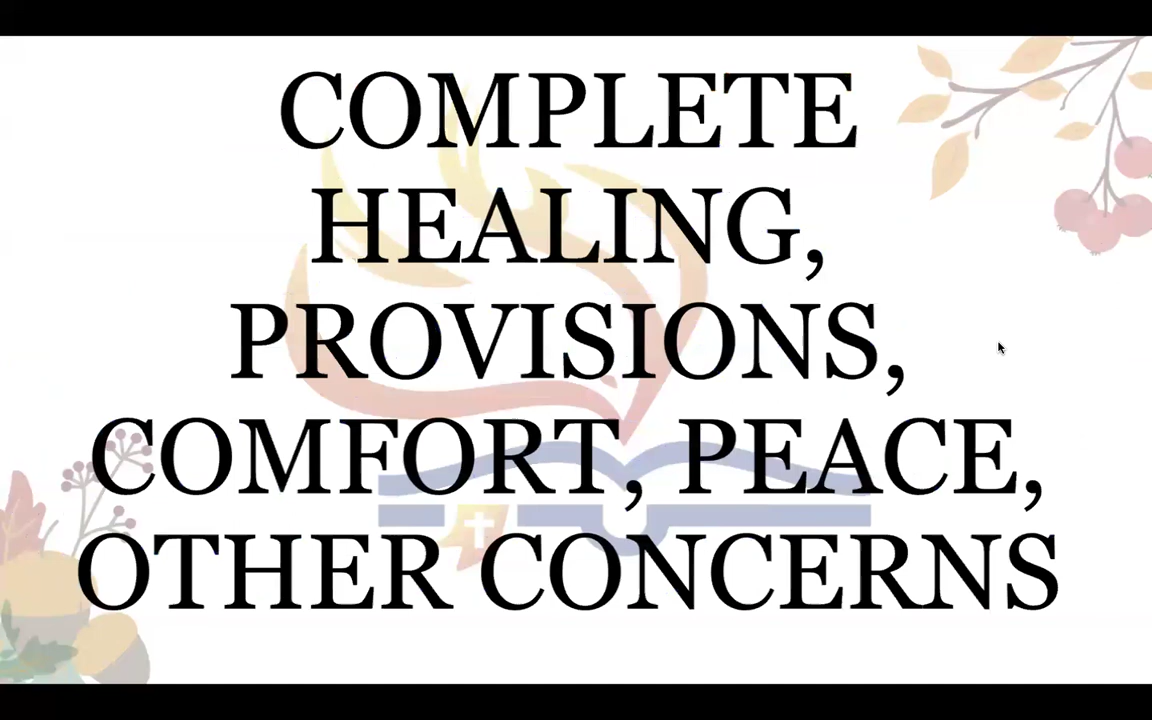 COMPLETE
HEALING,
PROVISIONS,
COMFORT, PEACE,
OTHER CONCERNS